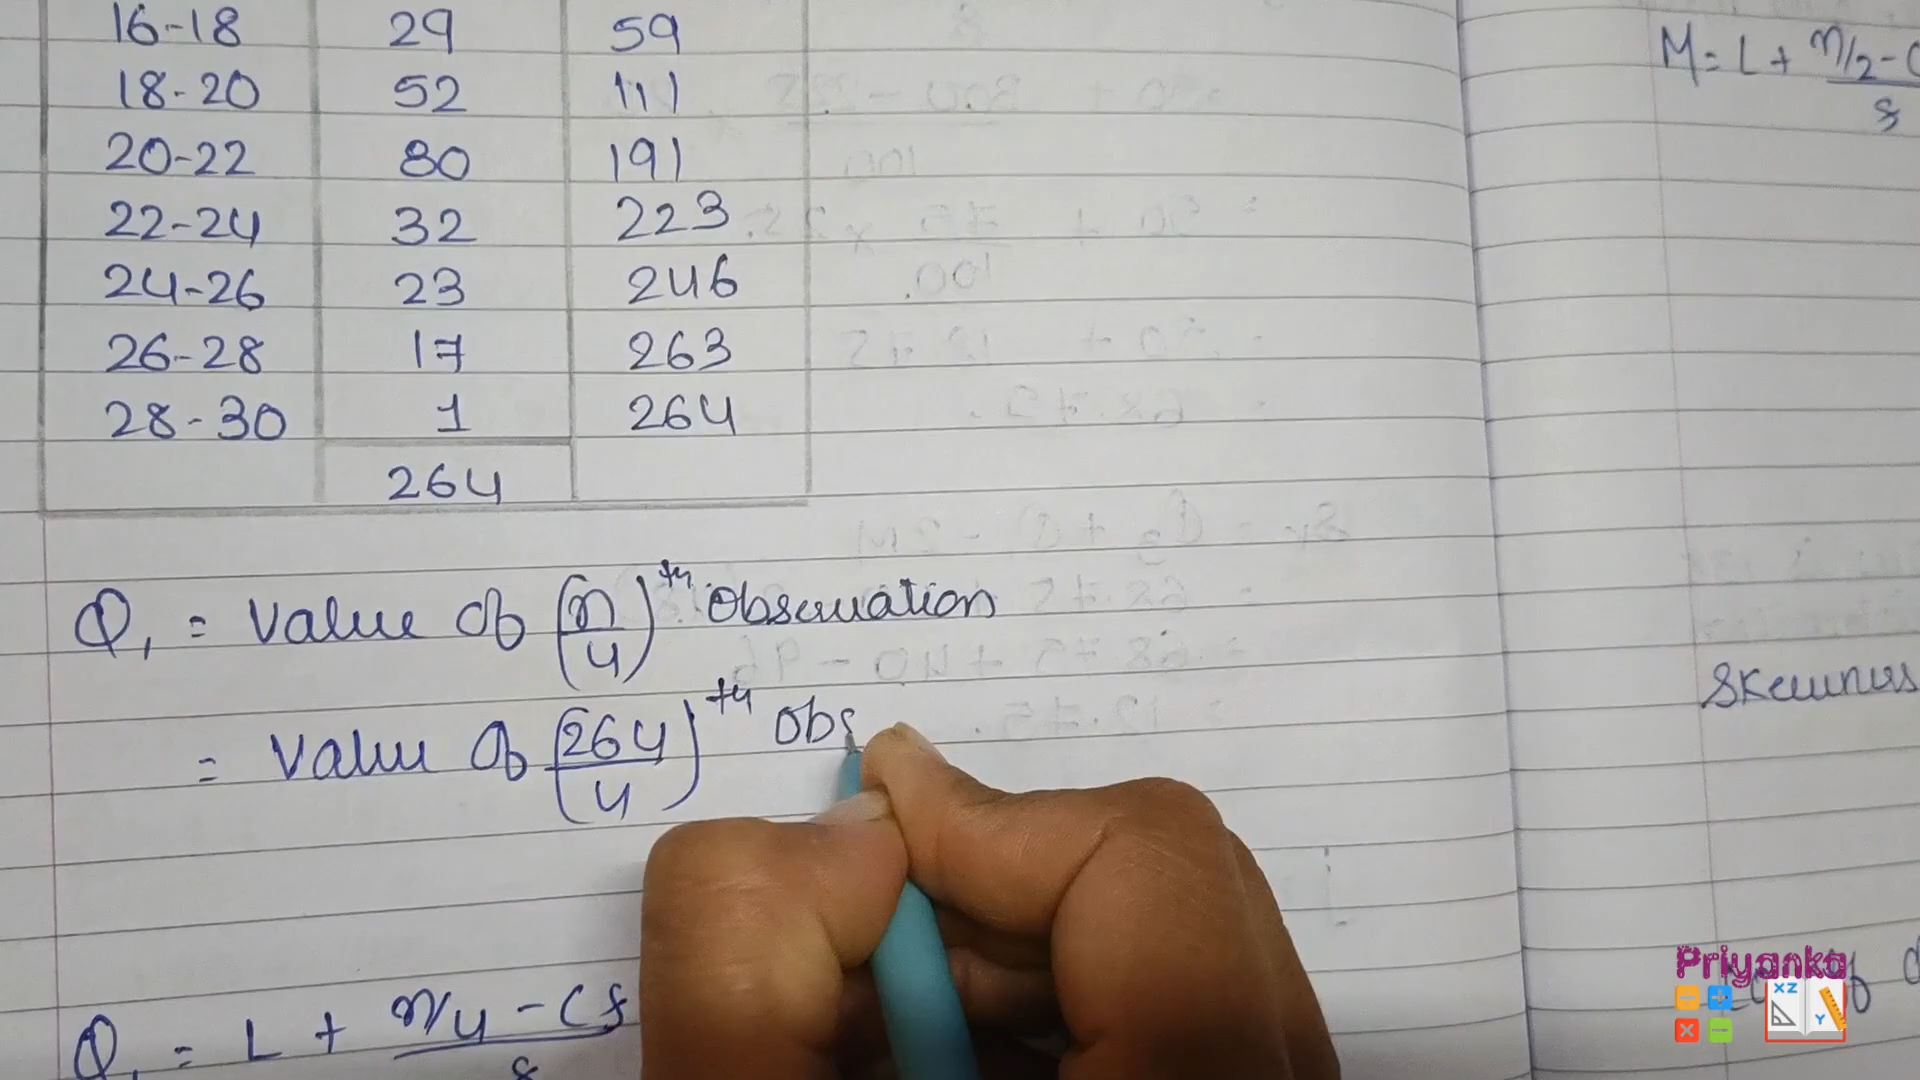 16-18 29 59
18-20 52 111
20-22 80 191
22-24 32 223
24-26 23 246
26-28 17 263
28-30 1 264
264
M = L + n/2 - C
f
Q1 = Value of (n/4)th Observation
= Value of (264/4)th Obs
Skewness
Q1 = L + n/4 - Cf
f
Priyanka
XZ
Y